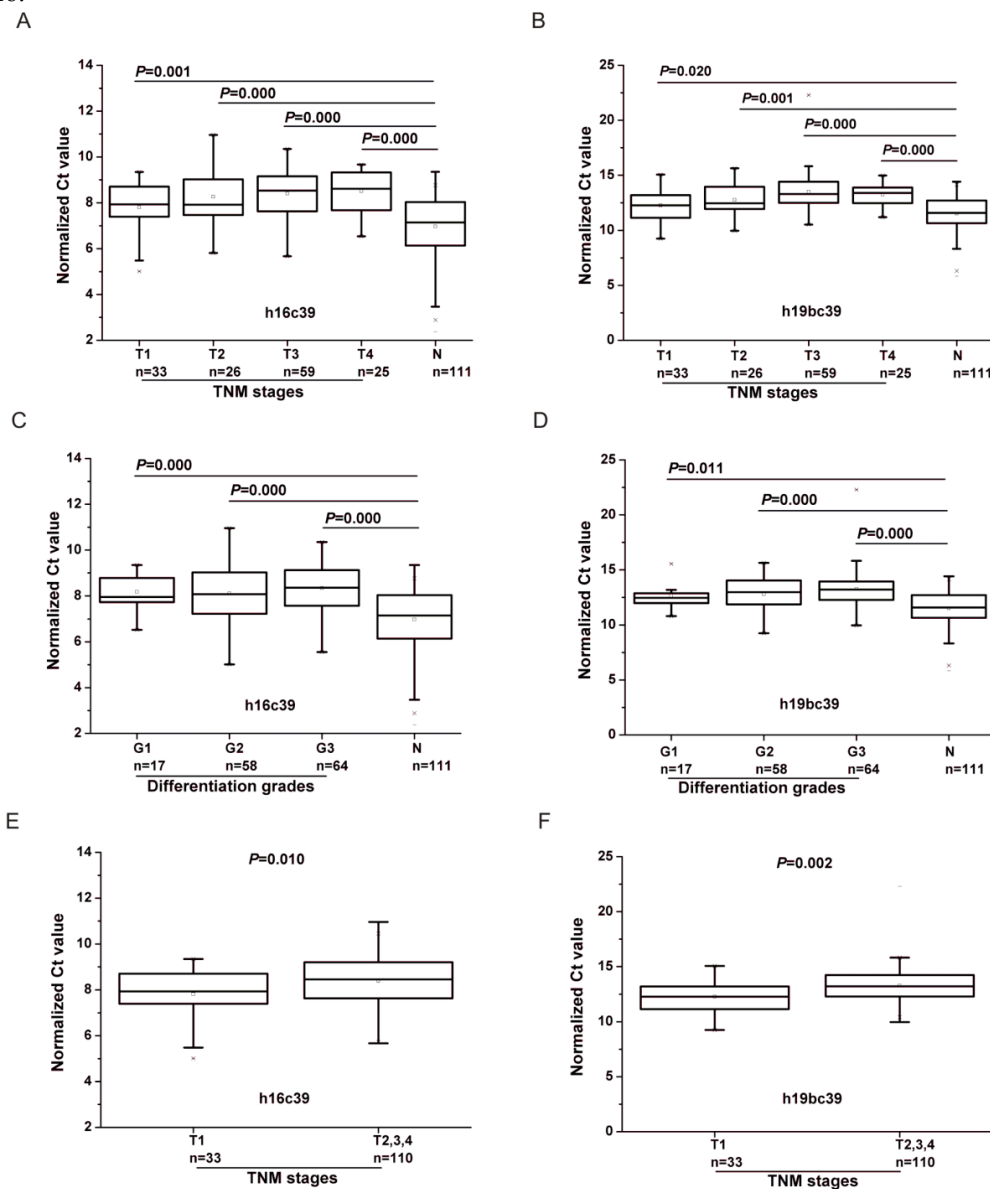 A
14
12
10
8
6
4
2
Normalized Ct value
P=0.001
P=0.000
P=0.000
P=0.000
h16c39
T1 T2 T3 T4 N
n=33 n=26 n=59 n=25 n=111
TNM stages
B
25
20
15
10
5
0
Normalized Ct value
P=0.020
P=0.001
P=0.000
P=0.000
h19bc39
T1 T2 T3 T4 N
n=33 n=26 n=59 n=25 n=111
TNM stages
C
14
12
10
8
6
4
2
Normalized Ct value
P=0.000
P=0.000
P=0.000
h16c39
G1 G2 G3 N
n=17 n=58 n=64 n=111
Differentiation grades
D
25
20
15
10
5
0
Normalized Ct value
P=0.011
P=0.000
P=0.000
h19bc39
G1 G2 G3 N
n=17 n=58 n=64 n=111
Differentiation grades
E
14
12
10
8
6
4
2
Normalized Ct value
P=0.010
h16c39
T1 T2,3,4
n=33 n=110
TNM stages
F
25
20
15
10
5
0
Normalized Ct value
P=0.002
h19bc39
T1 T2,3,4
n=33 n=110
TNM stages